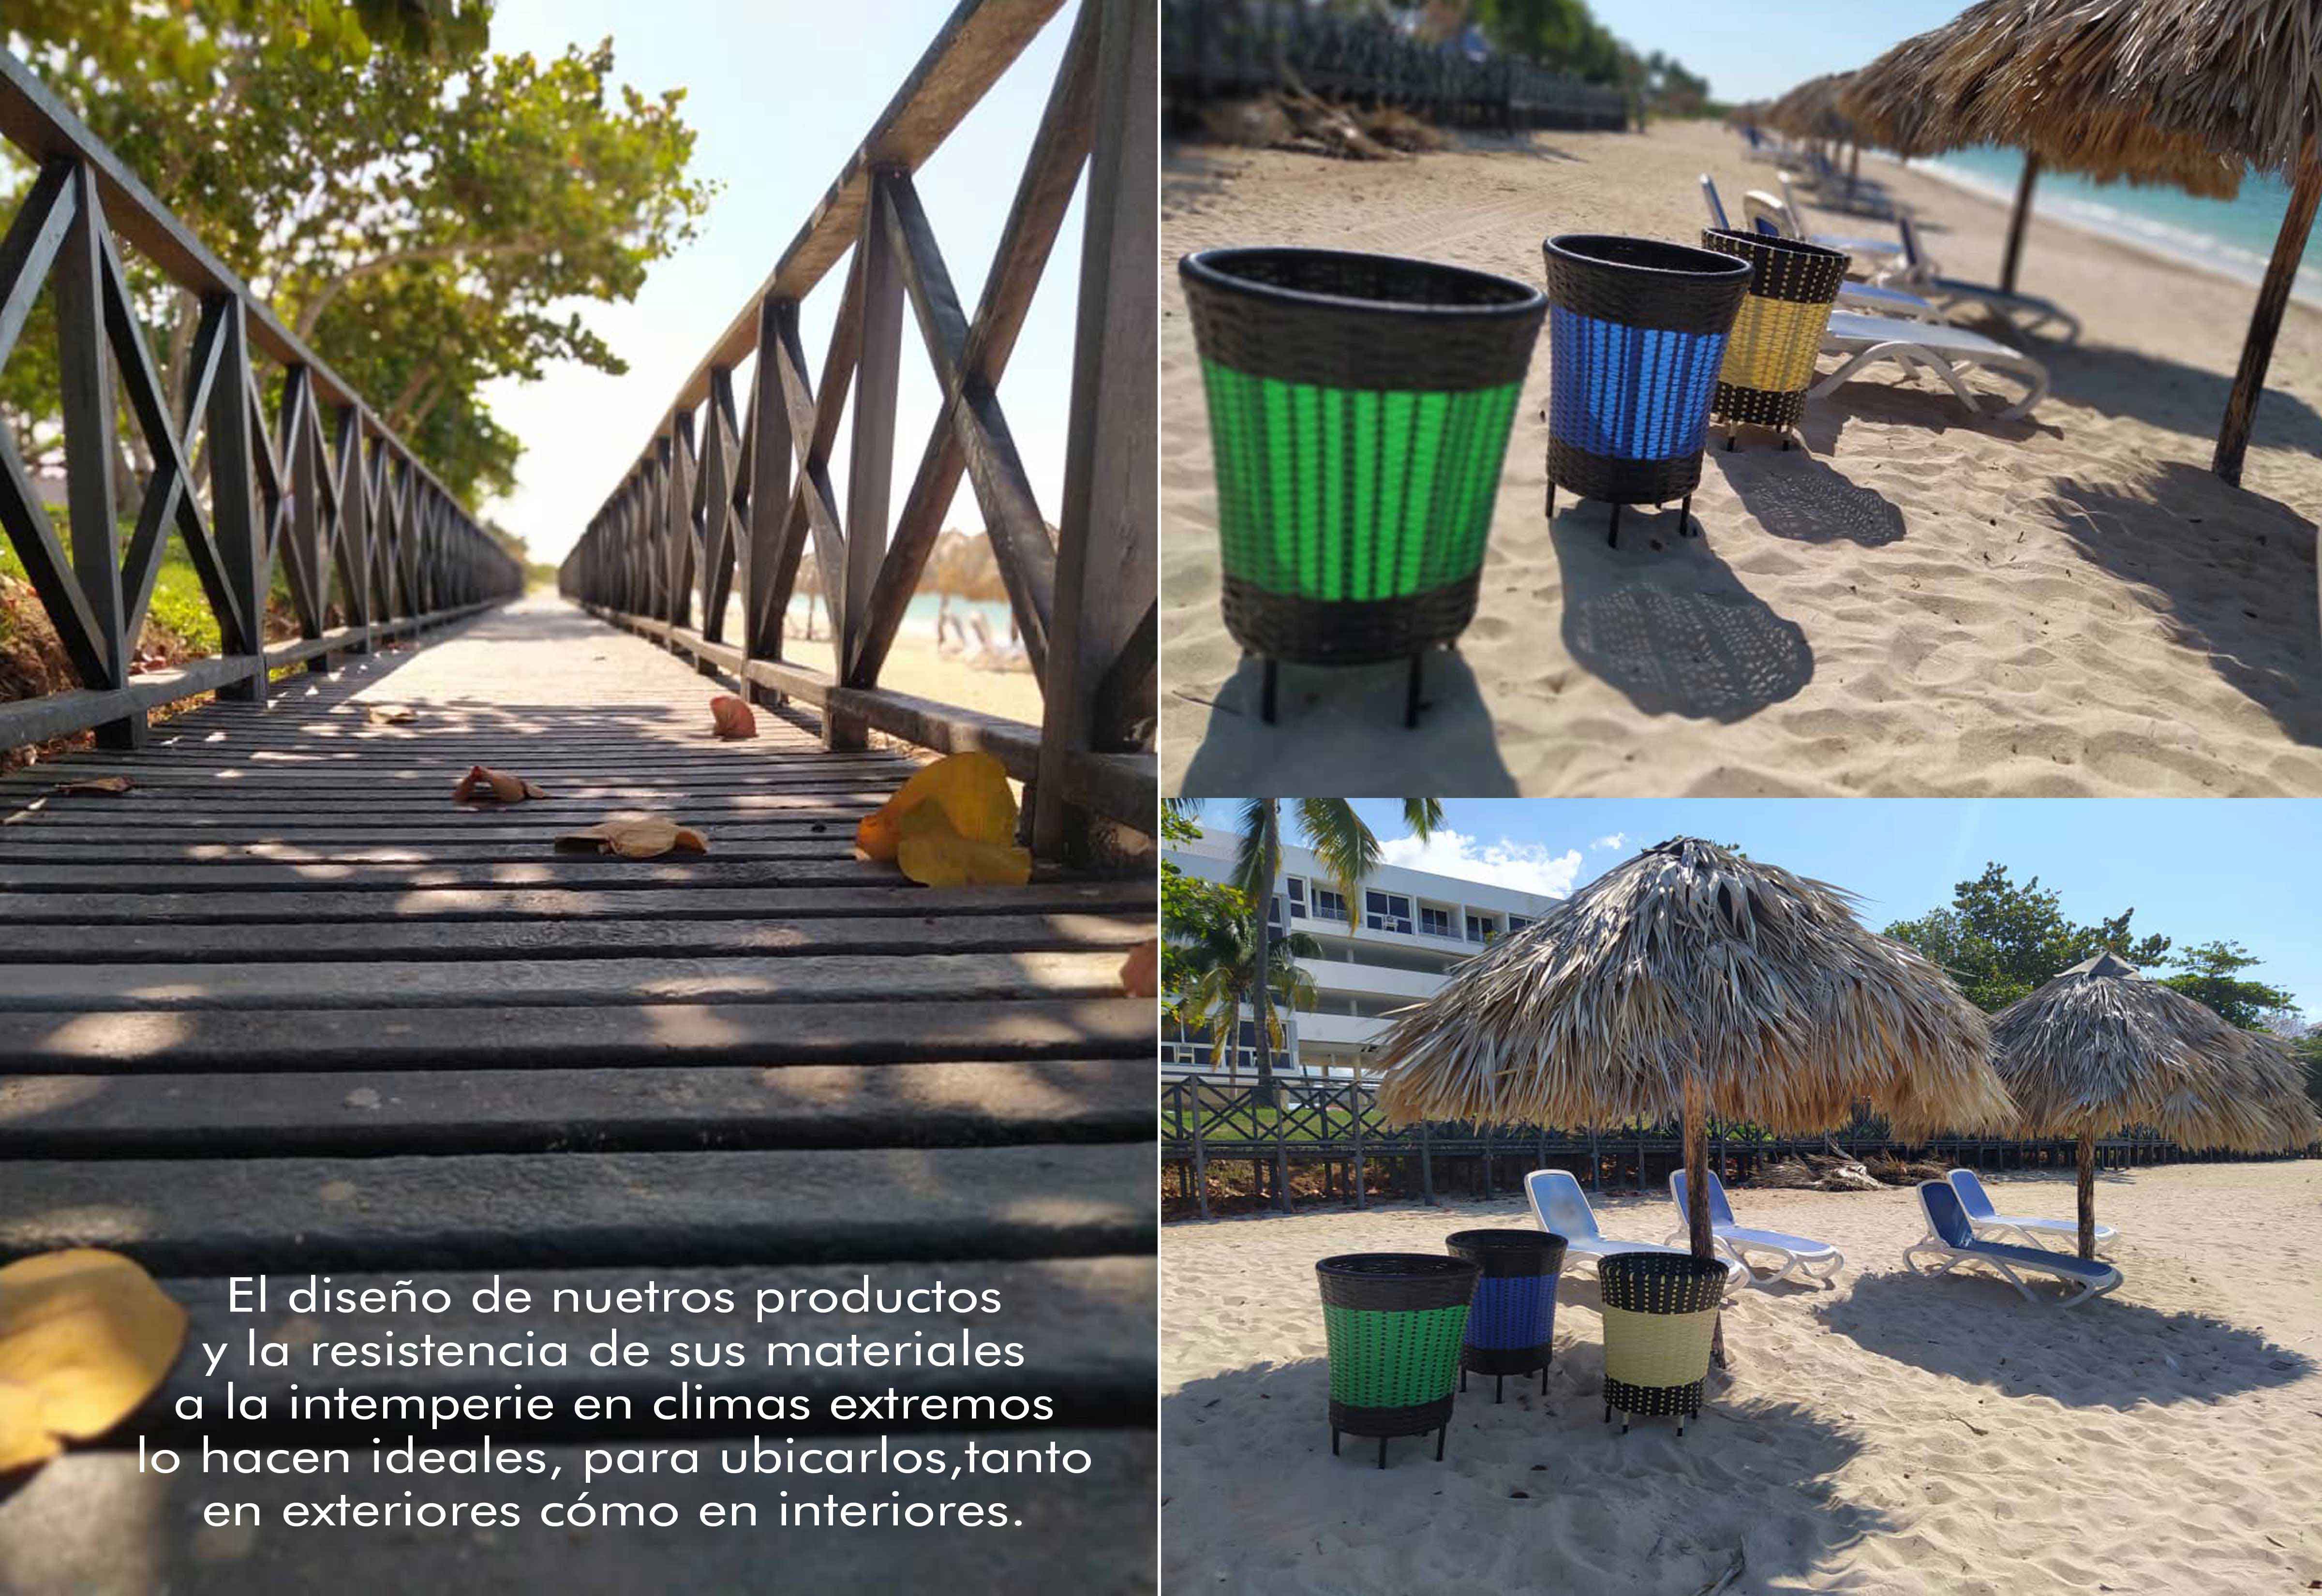 El diseño de nuetros productos
y la resistencia de sus materiales
a la intemperie en climas extremos
lo hacen ideales, para ubicarlos,tanto
en exteriores cómo en interiores.